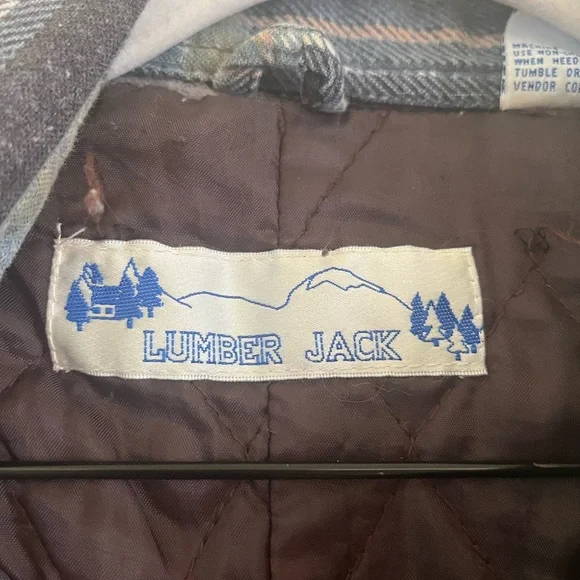 USE NON-
WHEN NEED
TUMBLE DR
VENDOR CO
LUMBER JACK